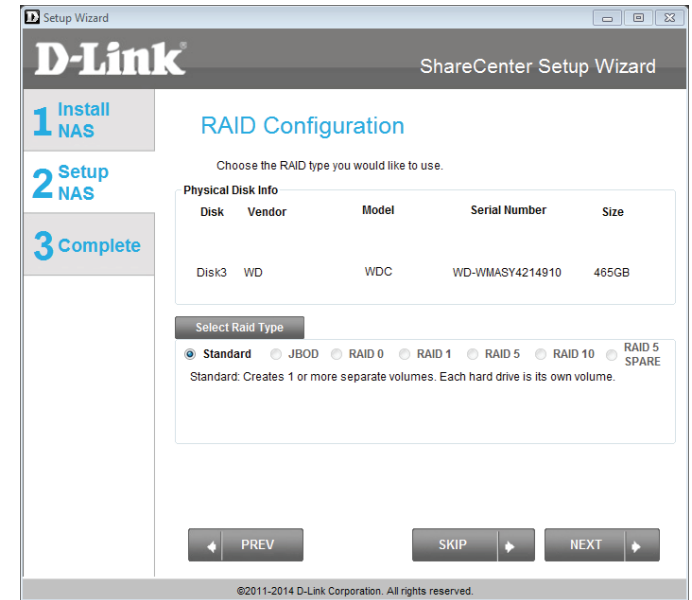 Setup Wizard
D-Link
ShareCenter Setup Wizard
1 Install NAS
2 Setup NAS
3 Complete
RAID Configuration
Choose the RAID type you would like to use.
Physical Disk Info
Disk Vendor Model Serial Number Size
Disk3 WD WDC WD-WMASY4214910 465GB
Select Raid Type
Standard JBOD RAID 0 RAID 1 RAID 5 RAID 10 RAID 5 SPARE
Standard: Creates 1 or more separate volumes. Each hard drive is its own volume.
PREV SKIP NEXT
©2011-2014 D-Link Corporation. All rights reserved.